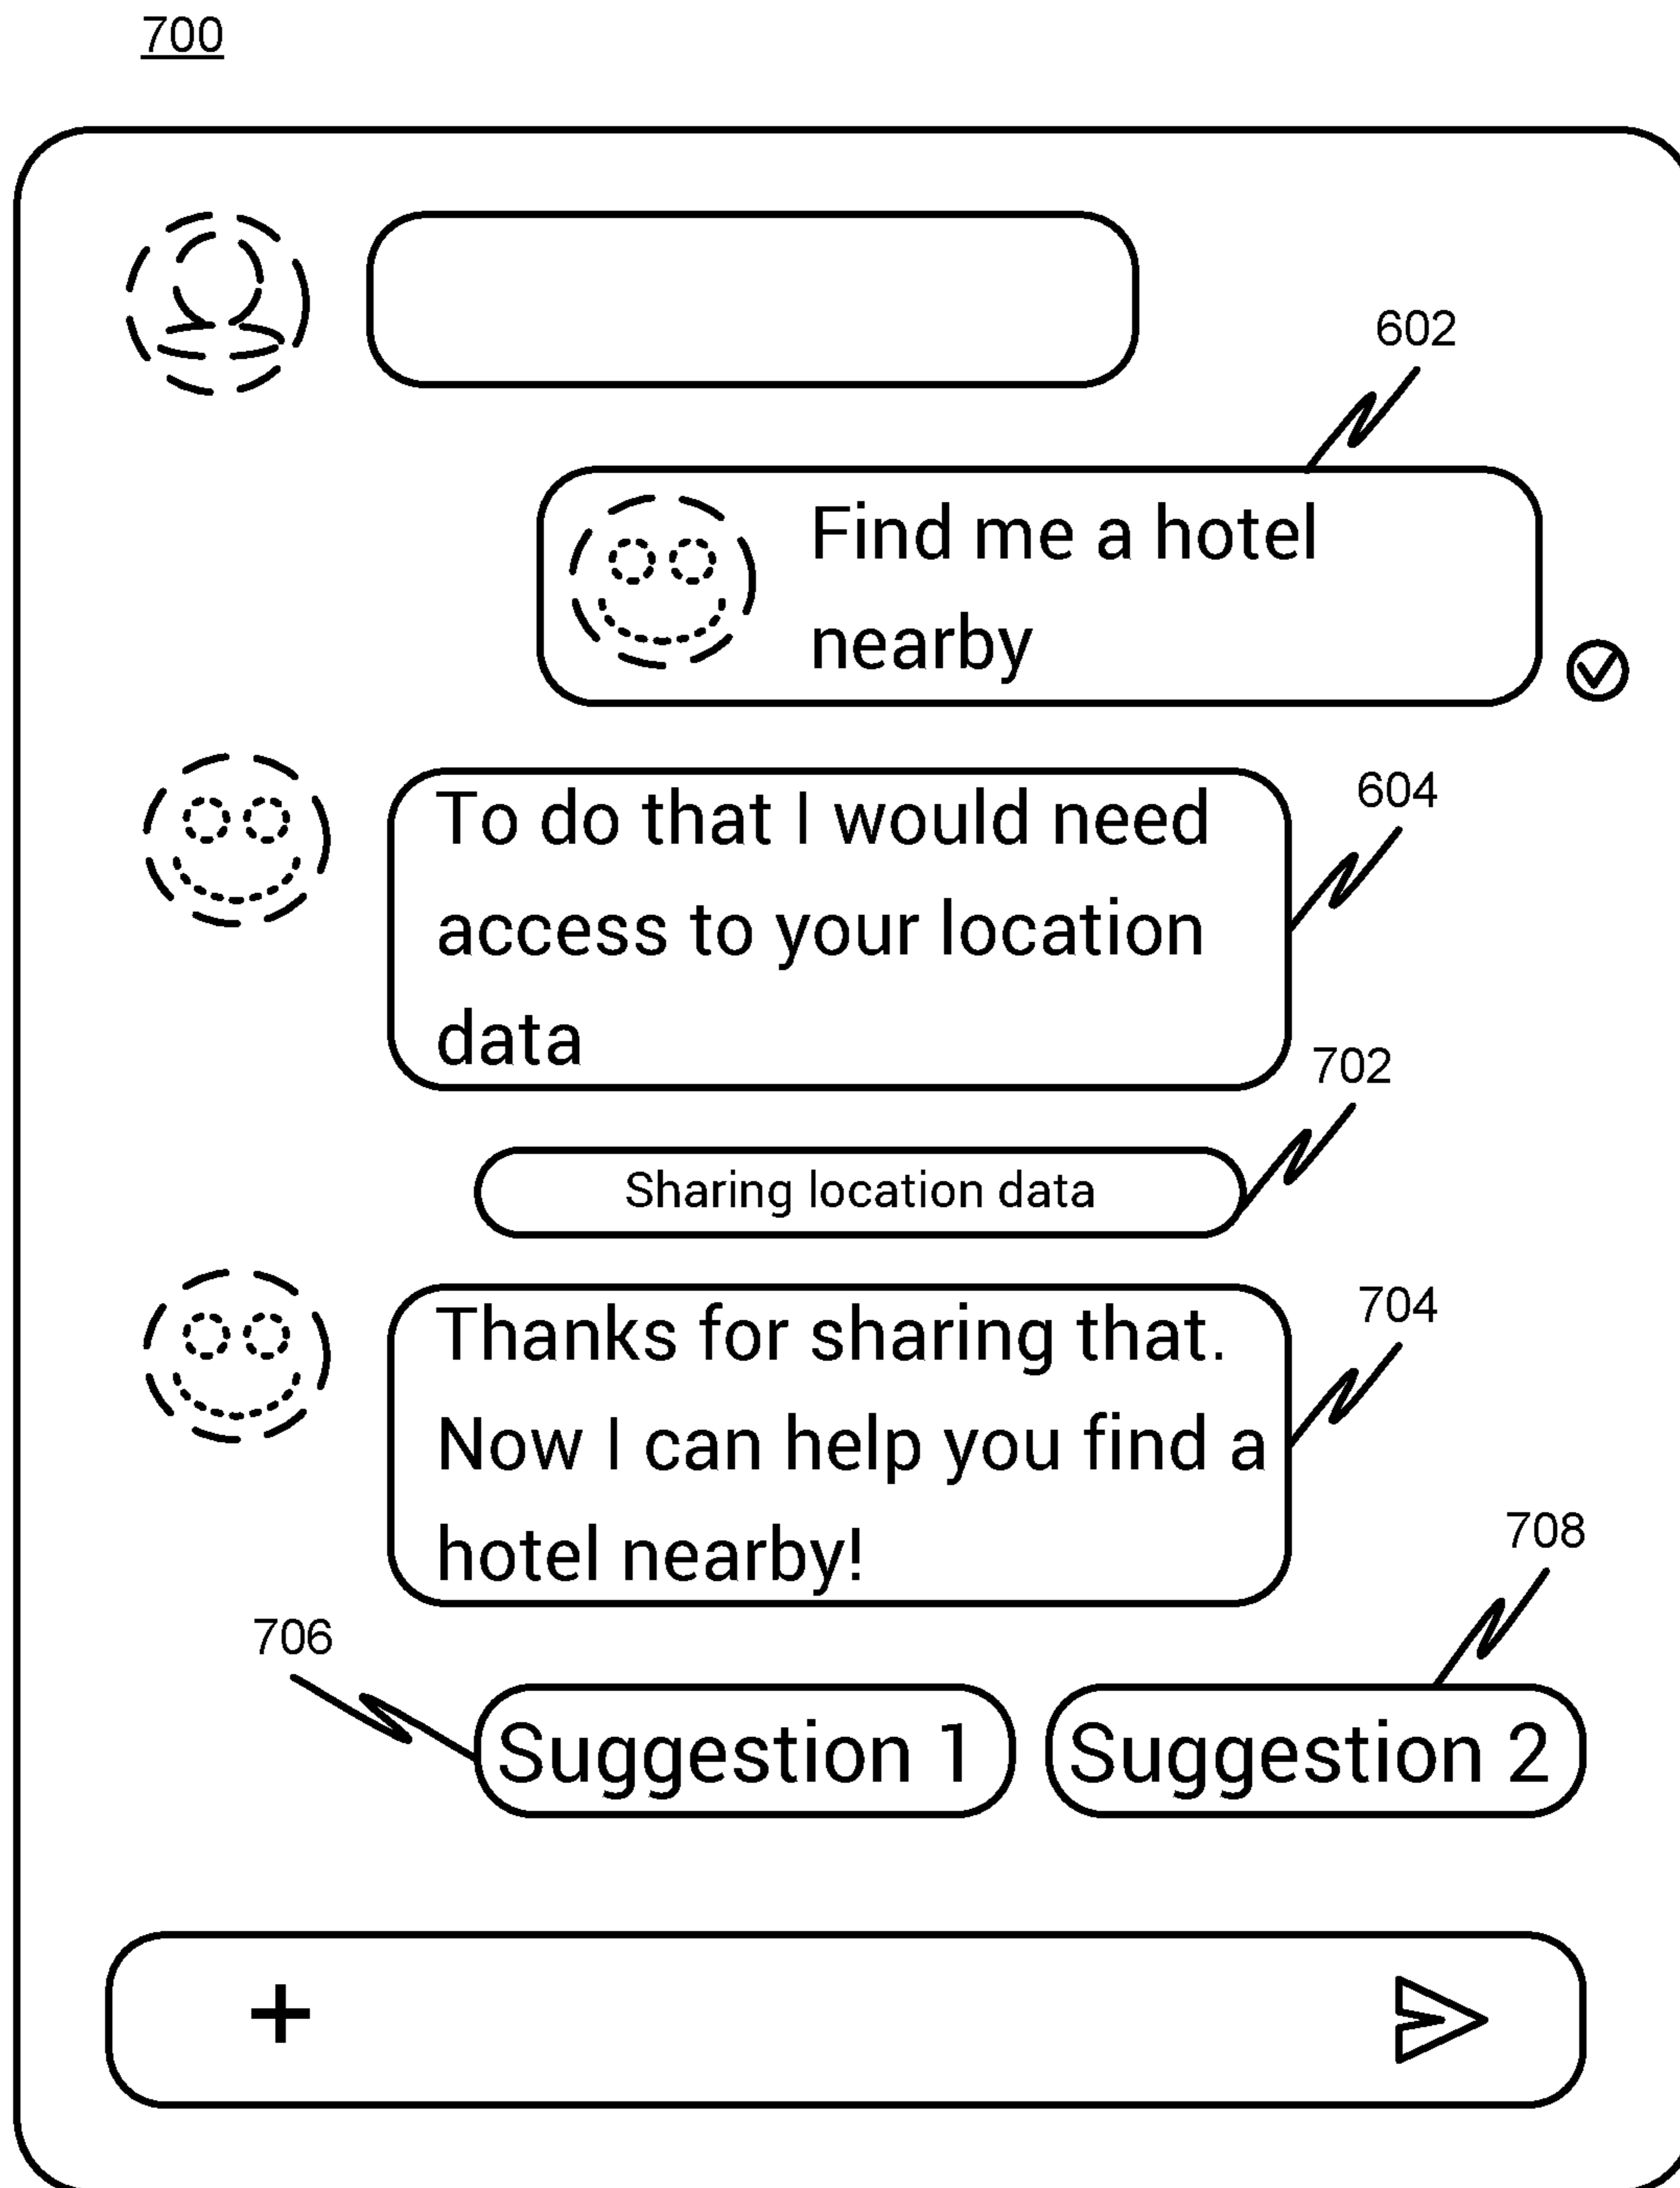 700
602
Find me a hotel
nearby
604
To do that I would need
access to your location
data
702
Sharing location data
704
Thanks for sharing that.
Now I can help you find a
hotel nearby!
708
706
Suggestion 1
Suggestion 2
+